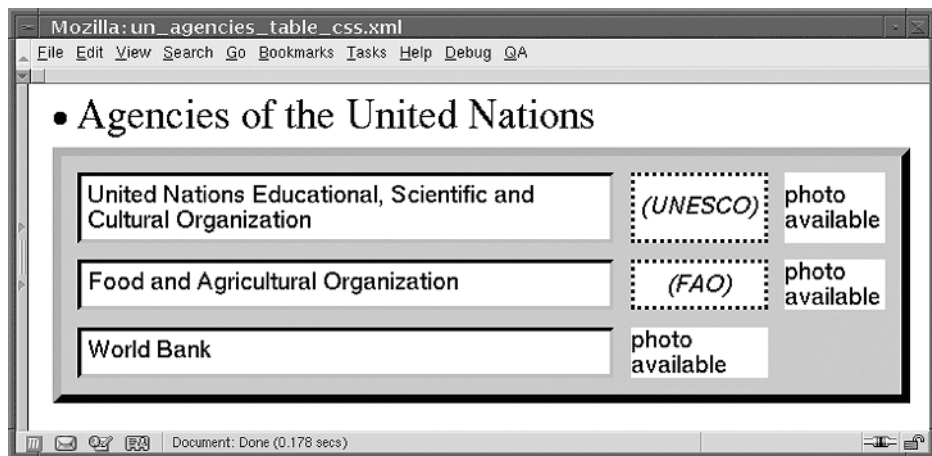 Mozilla: un_agencies_table_css.xml
File Edit View Search Go Bookmarks Tasks Help Debug QA
• Agencies of the United Nations
United Nations Educational, Scientific and
Cultural Organization
(UNESCO)
photo
available
Food and Agricultural Organization
(FAO)
photo
available
World Bank
photo
available
Document: Done (0.178 secs)